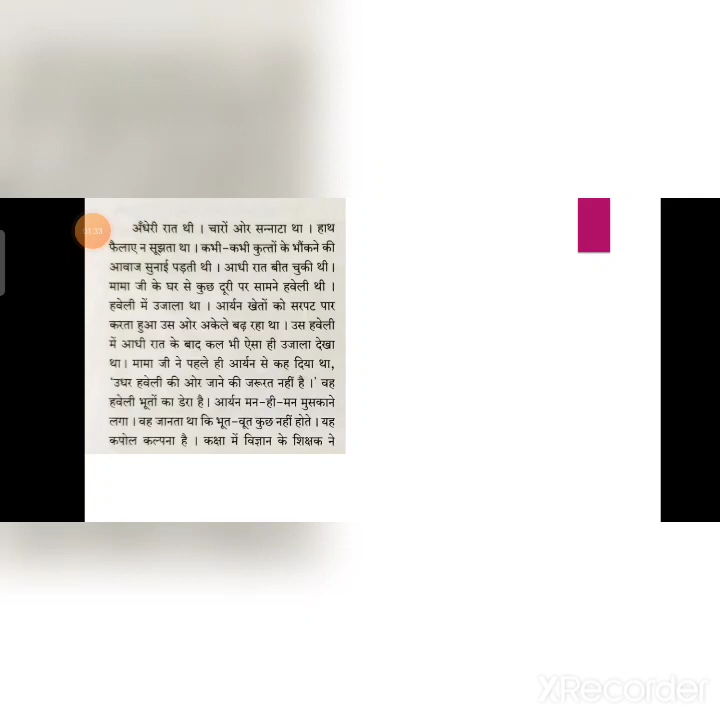 01:33
अँधेरी रात थी । चारों ओर सन्नाटा था । हाथ
फैलाए न सूझता था । कभी-कभी कुत्तों के भौंकने की
आवाज सुनाई पड़ती थी । आधी रात बीत चुकी थी ।
मामा जी के घर से कुछ दूरी पर सामने हवेली थी ।
हवेली में उजाला था । आर्यन खेतों को सरपट पार
करता हुआ उस ओर अकेले बढ़ रहा था । उस हवेली
में आधी रात के बाद कल भी ऐसा ही उजाला देखा
था । मामा जी ने पहले ही आर्यन से कह दिया था,
'उधर हवेली की ओर जाने की जरूरत नहीं है ।' वह
हवेली भूतों का डेरा है । आर्यन मन-ही-मन मुसकाने
लगा । वह जानता था कि भूत-वूत कुछ नहीं होते । यह
कपोल कल्पना है । कक्षा में विज्ञान के शिक्षक ने
XRecorder